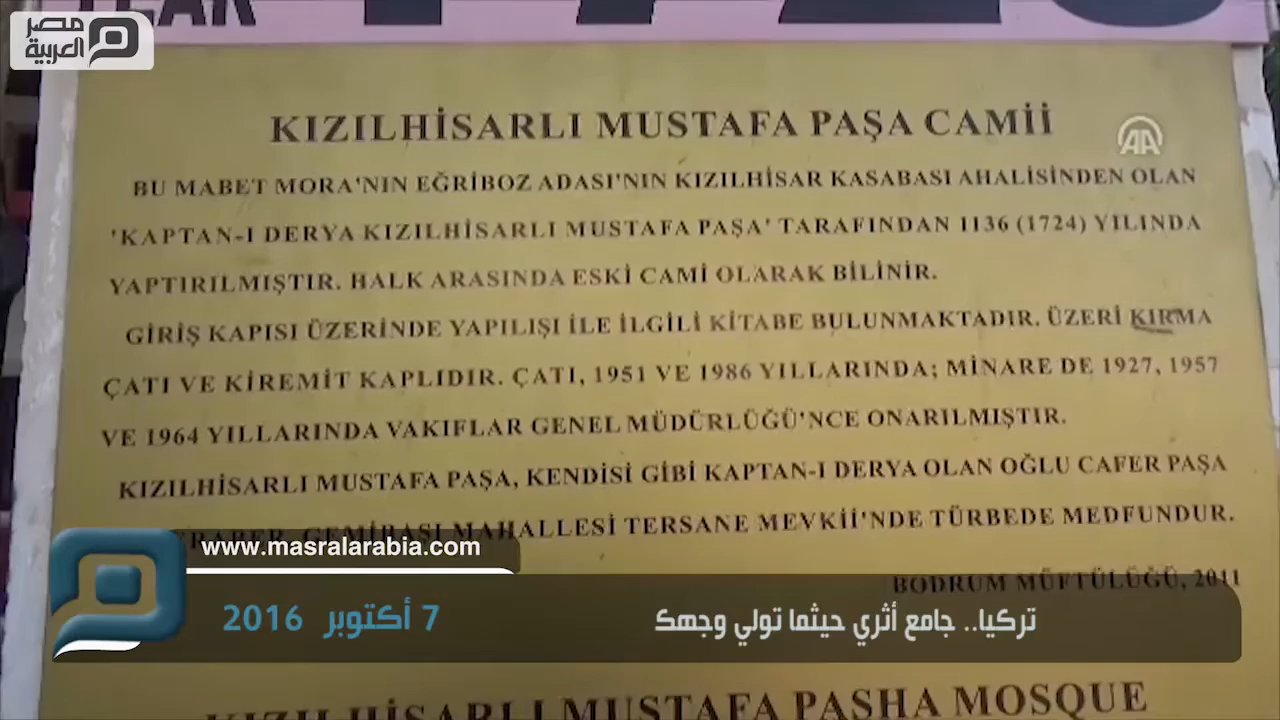 مصر
العربية
KIZILHİSARLI MUSTAFA PAŞA CAMİİ
AA
BU MABET MORA'NIN EĞRİBOZ ADASI'NIN KIZILHİSAR KASABASI AHALİSİNDEN OLAN
'KAPTAN-I DERYA KIZILHİSARLI MUSTAFA PAŞA' TARAFINDAN 1136 (1724) YILINDA
YAPTIRILMIŞTIR. HALK ARASINDA ESKİ CAMİ OLARAK BİLİNİR.
GİRİŞ KAPISI ÜZERİNDE YAPILIŞI İLE İLGİLİ KİTABE BULUNMAKTADIR. ÜZERİ KIRMA
ÇATI VE KİREMİT KAPLIDIR. ÇATI, 1951 VE 1986 YILLARINDA; MİNARE DE 1927, 1957
VE 1964 YILLARINDA VAKIFLAR GENEL MÜDÜRLÜĞÜ'NCE ONARILMIŞTIR.
KIZILHİSARLI MUSTAFA PAŞA, KENDİSİ GİBİ KAPTAN-I DERYA OLAN OĞLU CAFER PAŞA
GEMİBAŞI MAHALLESİ TERSANE MEVKİİ'NDE TÜRBEDE MEDFUNDUR.
www.masralarabia.com
BODRUM MÜFTÜLÜĞÜ, 2011
تركيا.. جامع أثري حيثما تولي وجهك
7 أكتوبر 2016
KIZILHİSARLI MUSTAFA PASHA MOSQUE